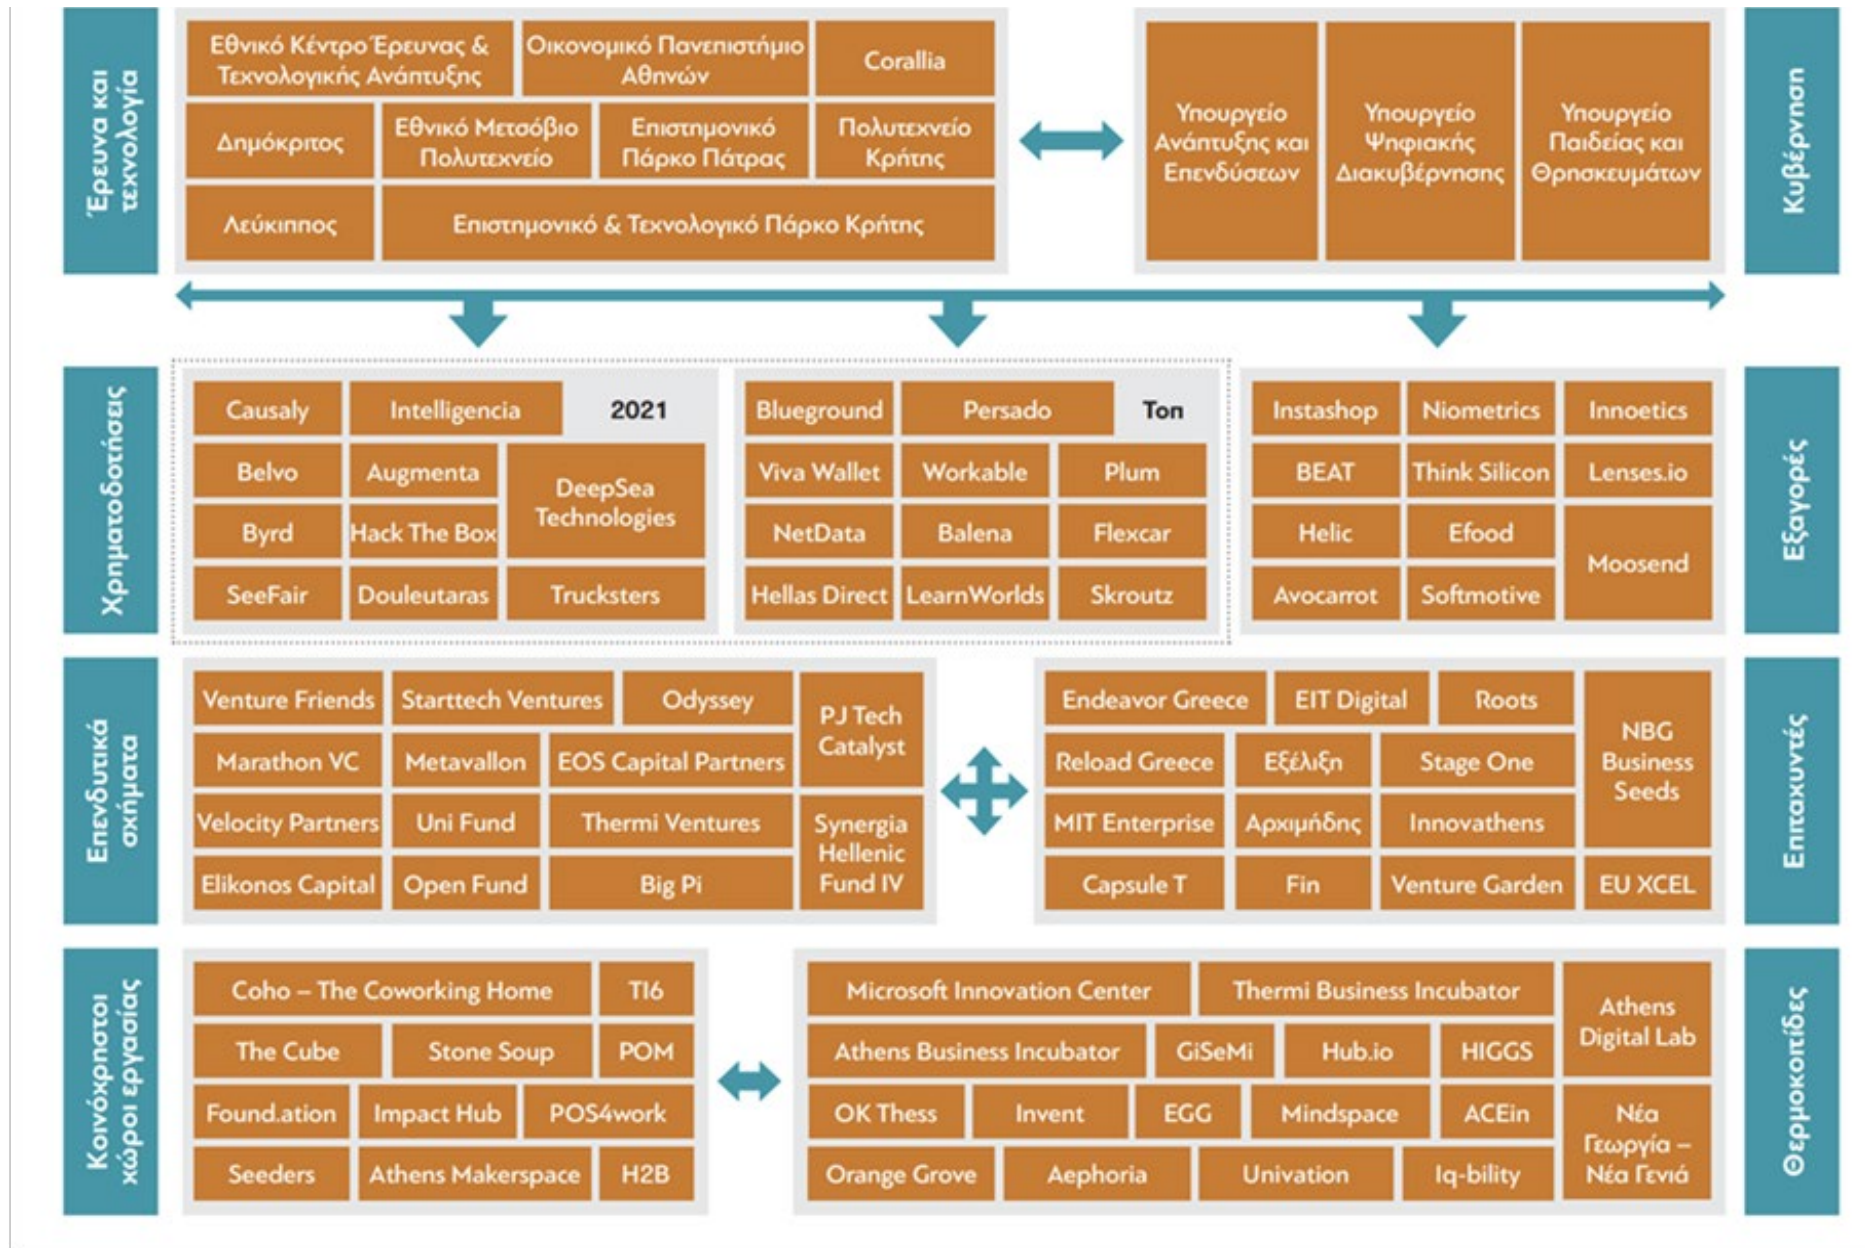 Έρευνα και
τεχνολογία
Εθνικό Κέντρο Έρευνας &
Τεχνολογικής Ανάπτυξης
Οικονομικό Πανεπιστήμιο
Αθηνών
Corallia
Δημόκριτος
Εθνικό Μετσόβιο
Πολυτεχνείο
Επιστημονικό
Πάρκο Πάτρας
Πολυτεχνείο
Κρήτης
Λεύκιππος
Επιστημονικό & Τεχνολογικό Πάρκο Κρήτης
Υπουργείο
Ανάπτυξης και
Επενδύσεων
Υπουργείο
Ψηφιακής
Διακυβέρνησης
Υπουργείο
Παιδείας και
Θρησκευμάτων
Κυβέρνηση
Χρηματοδοτήσεις
Causaly
Intelligencia
2021
Belvo
Augmenta
DeepSea
Technologies
Byrd
Hack The Box
SeeFair
Douleutaras
Trucksters
Blueground
Persado
Τοπ
Viva Wallet
Workable
Plum
NetData
Balena
Flexcar
Hellas Direct
LearnWorlds
Skroutz
Instashop
Niometrics
Innoetics
BEAT
Think Silicon
Lenses.io
Helic
Efood
Moosend
Avocarrot
Softmotive
Εξαγορές
Επενδυτικά
σχήματα
Venture Friends
Starttech Ventures
Odyssey
PJ Tech
Catalyst
Marathon VC
Metavallon
EOS Capital Partners
Velocity Partners
Uni Fund
Thermi Ventures
Synergia
Hellenic
Fund IV
Elikonos Capital
Open Fund
Big Pi
Endeavor Greece
EIT Digital
Roots
NBG
Business
Seeds
Reload Greece
Εξέλιξη
Stage One
MIT Enterprise
Αρχιμήδης
Innovathens
Capsule T
Fin
Venture Garden
EU XCEL
Επιταχυντές
Κοινόχρηστοι
χώροι εργασίας
Coho – The Coworking Home
TI6
The Cube
Stone Soup
POM
Found.ation
Impact Hub
POS4work
Seeders
Athens Makerspace
H2B
Microsoft Innovation Center
Thermi Business Incubator
Athens
Digital Lab
Athens Business Incubator
GiSeMi
Hub.io
HIGGS
OK Thess
Invent
EGG
Mindspace
ACEin
Νέα
Γεωργία –
Νέα Γενιά
Orange Grove
Aephoria
Univation
Iq-bility
Θερμοκοιτίδες